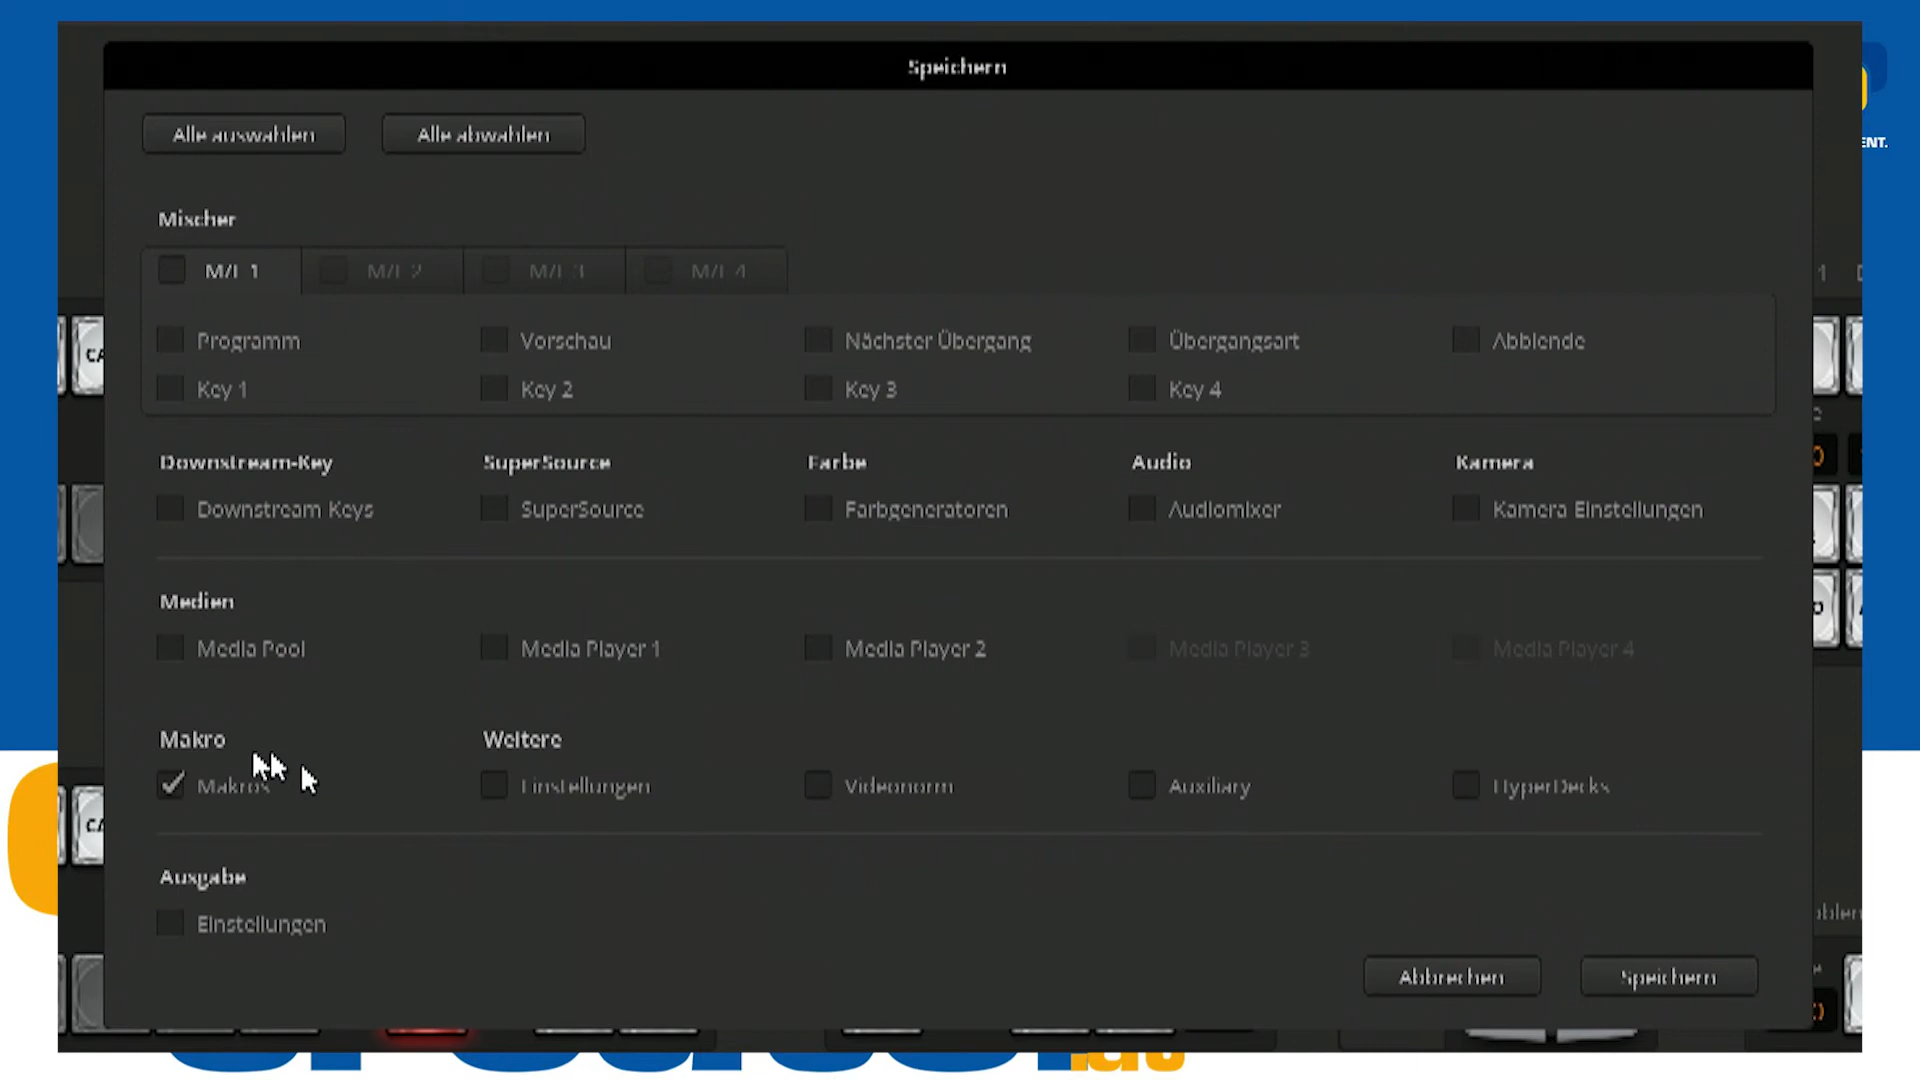 Speichern
Alle auswählen Alle abwählen
ENT.
Mischer
M/E 1 M/E 2 M/E 3 M/E 4
Programm Vorschau Nächster Übergang Übergangsart Abblende
CA
Key 1 Key 2 Key 3 Key 4
Downstream-Key SuperSource Farbe Audio Kamera
Downstream Keys SuperSource Farbgeneratoren Audiomixer Kamera Einstellungen
Medien
Media Pool Media Player 1 Media Player 2 Media Player 3 Media Player 4
Makro Weitere
Makros Einstellungen Videonorm Auxiliary HyperDecks
CA
Ausgabe
Einstellungen
Abbrechen Speichern